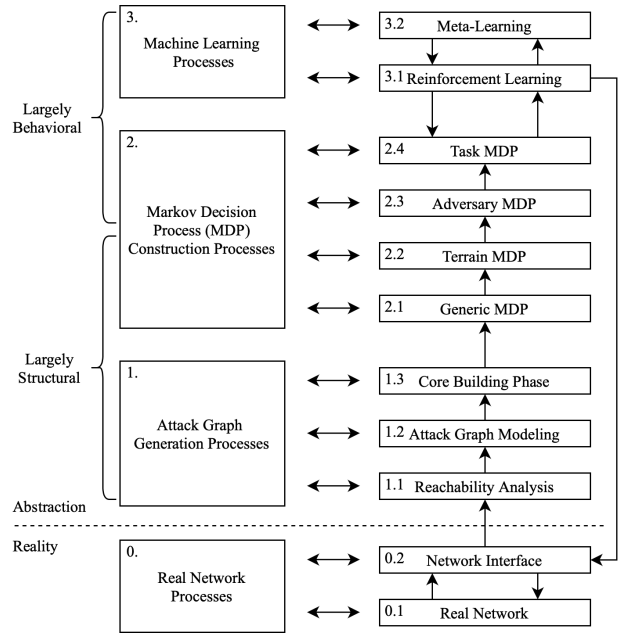 3.
Machine Learning
Processes
3.2 Meta-Learning
3.1 Reinforcement Learning
Largely
Behavioral
2.
Markov Decision
Process (MDP)
Construction Processes
2.4 Task MDP
2.3 Adversary MDP
2.2 Terrain MDP
2.1 Generic MDP
Largely
Structural
1.
Attack Graph
Generation Processes
1.3 Core Building Phase
1.2 Attack Graph Modeling
1.1 Reachability Analysis
Abstraction
Reality
0.
Real Network
Processes
0.2 Network Interface
0.1 Real Network